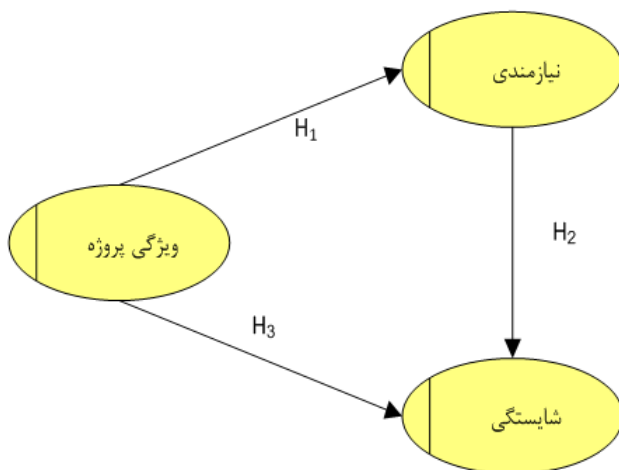 نیازمندی
H₁
ویژگی پروژه
H₂
H₃
شایستگی